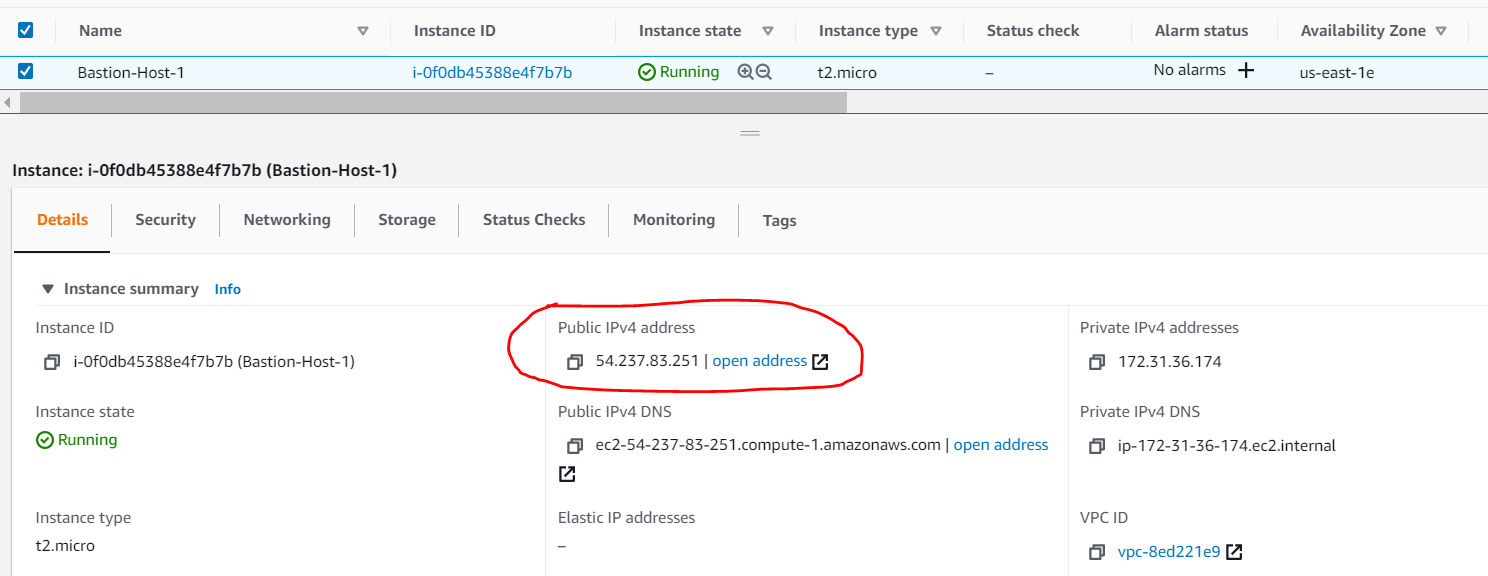 Name Instance ID Instance state Instance type Status check Alarm status Availability Zone
Bastion-Host-1 i-0f0db45388e4f7b7b Running t2.micro – No alarms + us-east-1e
Instance: i-0f0db45388e4f7b7b (Bastion-Host-1)
Details Security Networking Storage Status Checks Monitoring Tags
Instance summary Info
Instance ID Public IPv4 address Private IPv4 addresses
i-0f0db45388e4f7b7b (Bastion-Host-1) 54.237.83.251 | open address 172.31.36.174
Instance state Public IPv4 DNS Private IPv4 DNS
Running ec2-54-237-83-251.compute-1.amazonaws.com | open address ip-172-31-36-174.ec2.internal
Instance type Elastic IP addresses VPC ID
t2.micro – vpc-8ed221e9